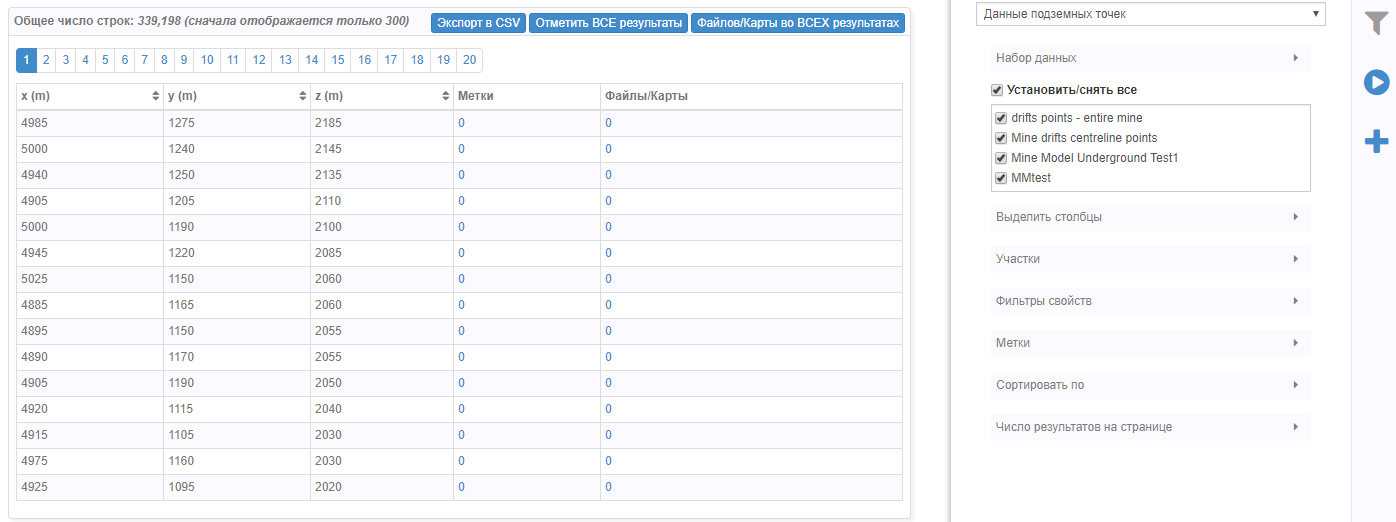 Общее число строк: 339,198 (сначала отображается только 300)
Экспорт в CSV Отметить ВСЕ результаты Файлов/Карты во ВСЕХ результатах
1 2 3 4 5 6 7 8 9 10 11 12 13 14 15 16 17 18 19 20
x (m) y (m) z (m) Метки Файлы/Карты
4985 1275 2185 0 0
5000 1240 2145 0 0
4940 1250 2135 0 0
4905 1205 2110 0 0
5000 1190 2100 0 0
4945 1220 2085 0 0
5025 1150 2060 0 0
4885 1165 2060 0 0
4895 1150 2055 0 0
4890 1170 2055 0 0
4905 1190 2050 0 0
4920 1115 2040 0 0
4915 1105 2030 0 0
4975 1160 2030 0 0
4925 1095 2020 0 0
Данные подземных точек
Набор данных
Установить/снять все
drifts points - entire mine
Mine drifts centreline points
Mine Model Underground Test1
MMtest
Выделить столбцы
Участки
Фильтры свойств
Метки
Сортировать по
Число результатов на странице